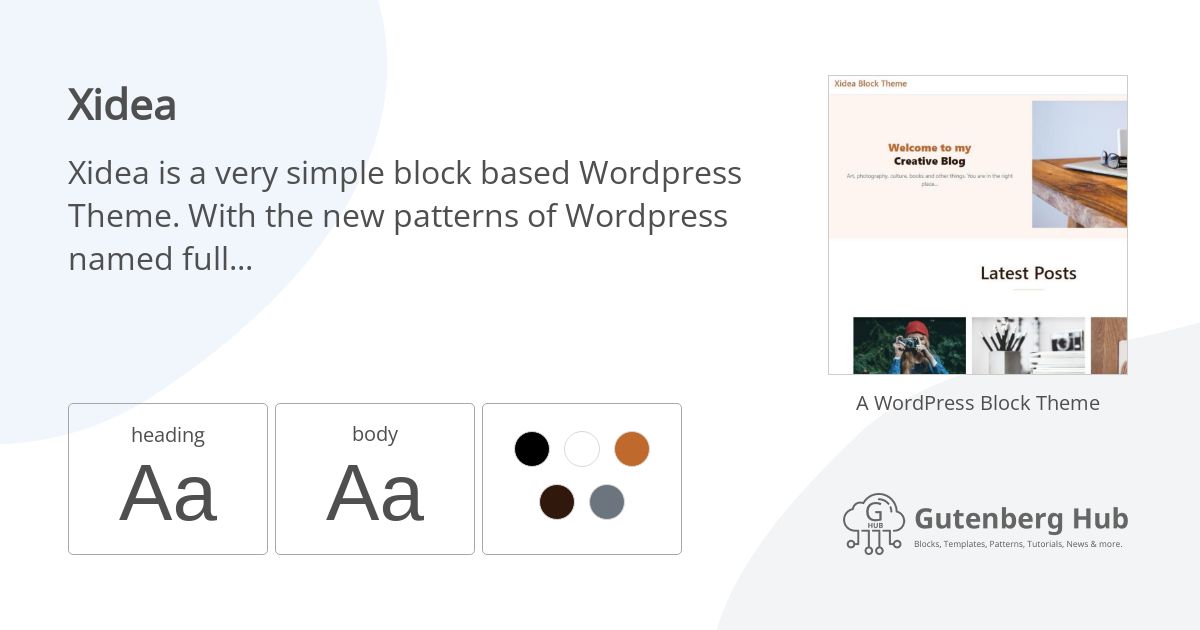 Xidea
Xidea is a very simple block based Wordpress
Theme. With the new patterns of Wordpress
named full...
heading
Aa
body
Aa
Xidea Block Theme
Welcome to my
Creative Blog
Art, photography, culture, books and other things. You are in the right
place...
Latest Posts
A WordPress Block Theme
G
HUB
Gutenberg Hub
Blocks, Templates, Patterns, Tutorials, News & more.